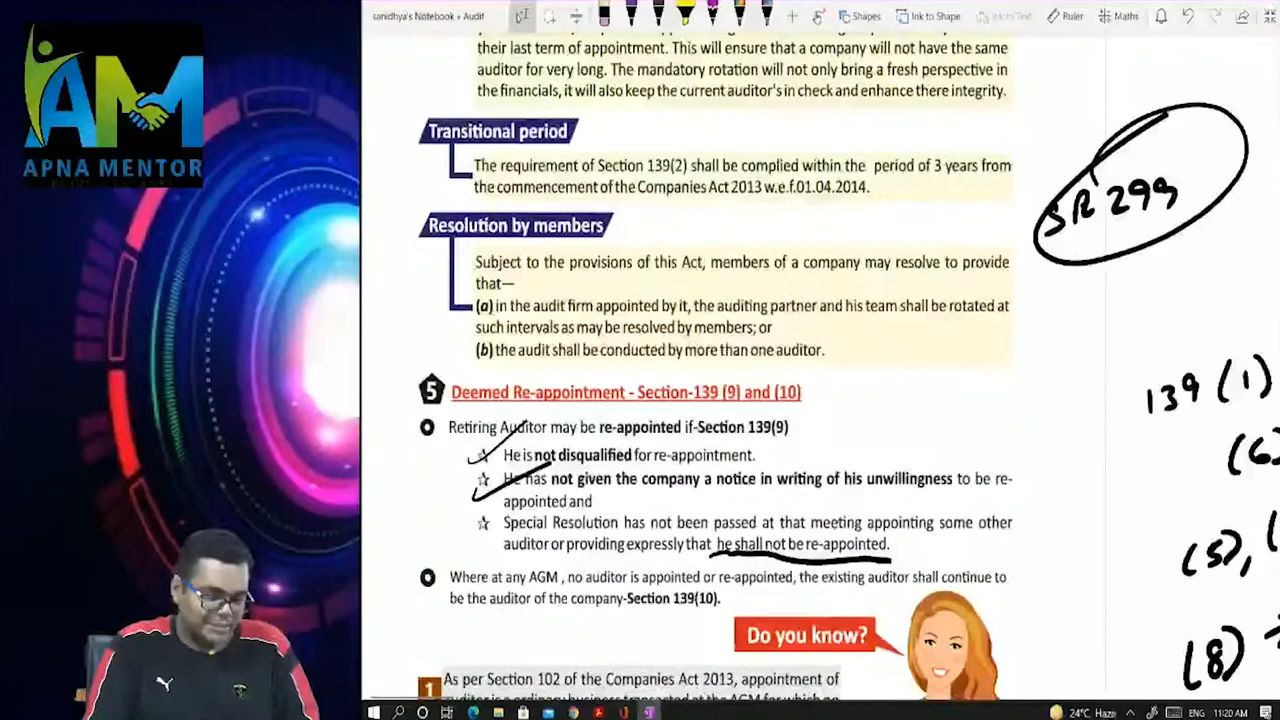 sanidhya's Notebook » Audit
Shapes
Ink to Shape
Ink to Text
Ruler
Maths
AM
APNA MENTOR
their last term of appointment. This will ensure that a company will not have the same
auditor for very long. The mandatory rotation will not only bring a fresh perspective in
the financials, it will also keep the current auditor's in check and enhance there integrity.
Transitional period
The requirement of Section 139(2) shall be complied within the period of 3 years from
the commencement of the Companies Act 2013 w.e.f.01.04.2014.
SR 299
Resolution by members
Subject to the provisions of this Act, members of a company may resolve to provide
that—
(a) in the audit firm appointed by it, the auditing partner and his team shall be rotated at
such intervals as may be resolved by members; or
(b) the audit shall be conducted by more than one auditor.
5 Deemed Re-appointment - Section-139 (9) and (10)
Retiring Auditor may be re-appointed if-Section 139(9)
He is not disqualified for re-appointment.
He has not given the company a notice in writing of his unwillingness to be re-
appointed and
Special Resolution has not been passed at that meeting appointing some other
auditor or providing expressly that he shall not be re-appointed.
Where at any AGM , no auditor is appointed or re-appointed, the existing auditor shall continue to
be the auditor of the company-Section 139(10).
139 (1)
(6
(5), (
(8)
Do you know?
1 As per Section 102 of the Companies Act 2013, appointment of
24°C Haze
ENG
11:20 AM